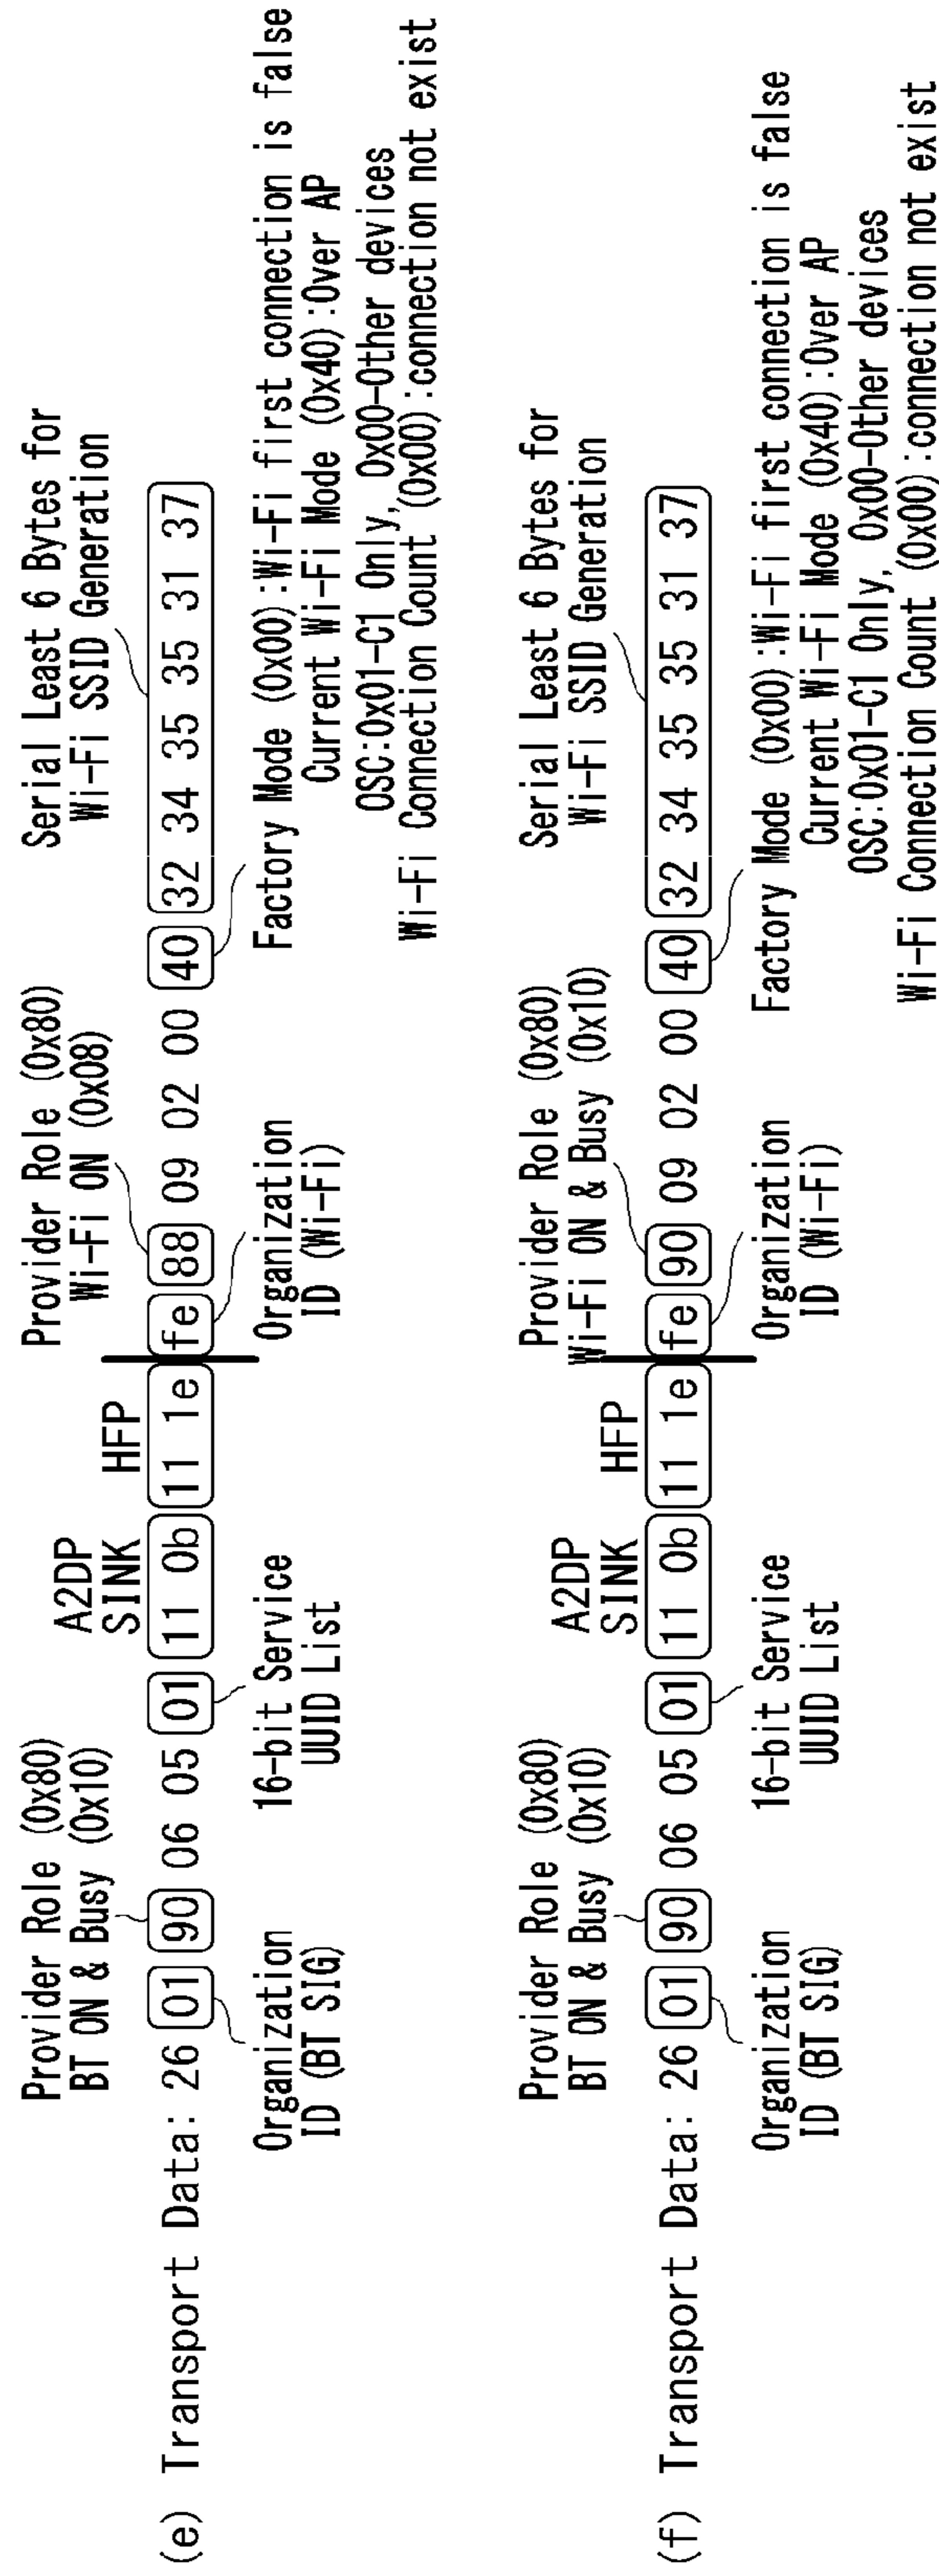 Provider Role (0x80)
BT ON & Busy (0x10)
A2DP
SINK
HFP
Provider Role (0x80)
Wi-Fi ON (0x08)
Serial Least 6 Bytes for
Wi-Fi SSID Generation
(e) Transport Data: 26 01 90 06 05 01 11 0b 11 1e fe 88 09 02 00 40 32 34 35 35 31 37
Organization
ID (BT SIG)
16-bit Service
UUID List
Organization
ID (Wi-Fi)
Factory Mode (0x00):Wi-Fi first connection is false
Current Wi-Fi Mode (0x40):Over AP
OSC:0x01-C1 Only, 0x00-Other devices
Wi-Fi Connection Count (0x00):connection not exist
Provider Role (0x80)
BT ON & Busy (0x10)
A2DP
SINK
HFP
Provider Role (0x80)
Wi-Fi ON & Busy (0x10)
Serial Least 6 Bytes for
Wi-Fi SSID Generation
(f) Transport Data: 26 01 90 06 05 01 11 0b 11 1e fe 90 09 02 00 40 32 34 35 35 31 37
Organization
ID (BT SIG)
16-bit Service
UUID List
Organization
ID (Wi-Fi)
Factory Mode (0x00):Wi-Fi first connection is false
Current Wi-Fi Mode (0x40):Over AP
OSC:0x01-C1 Only, 0x00-Other devices
Wi-Fi Connection Count (0x00):connection not exist